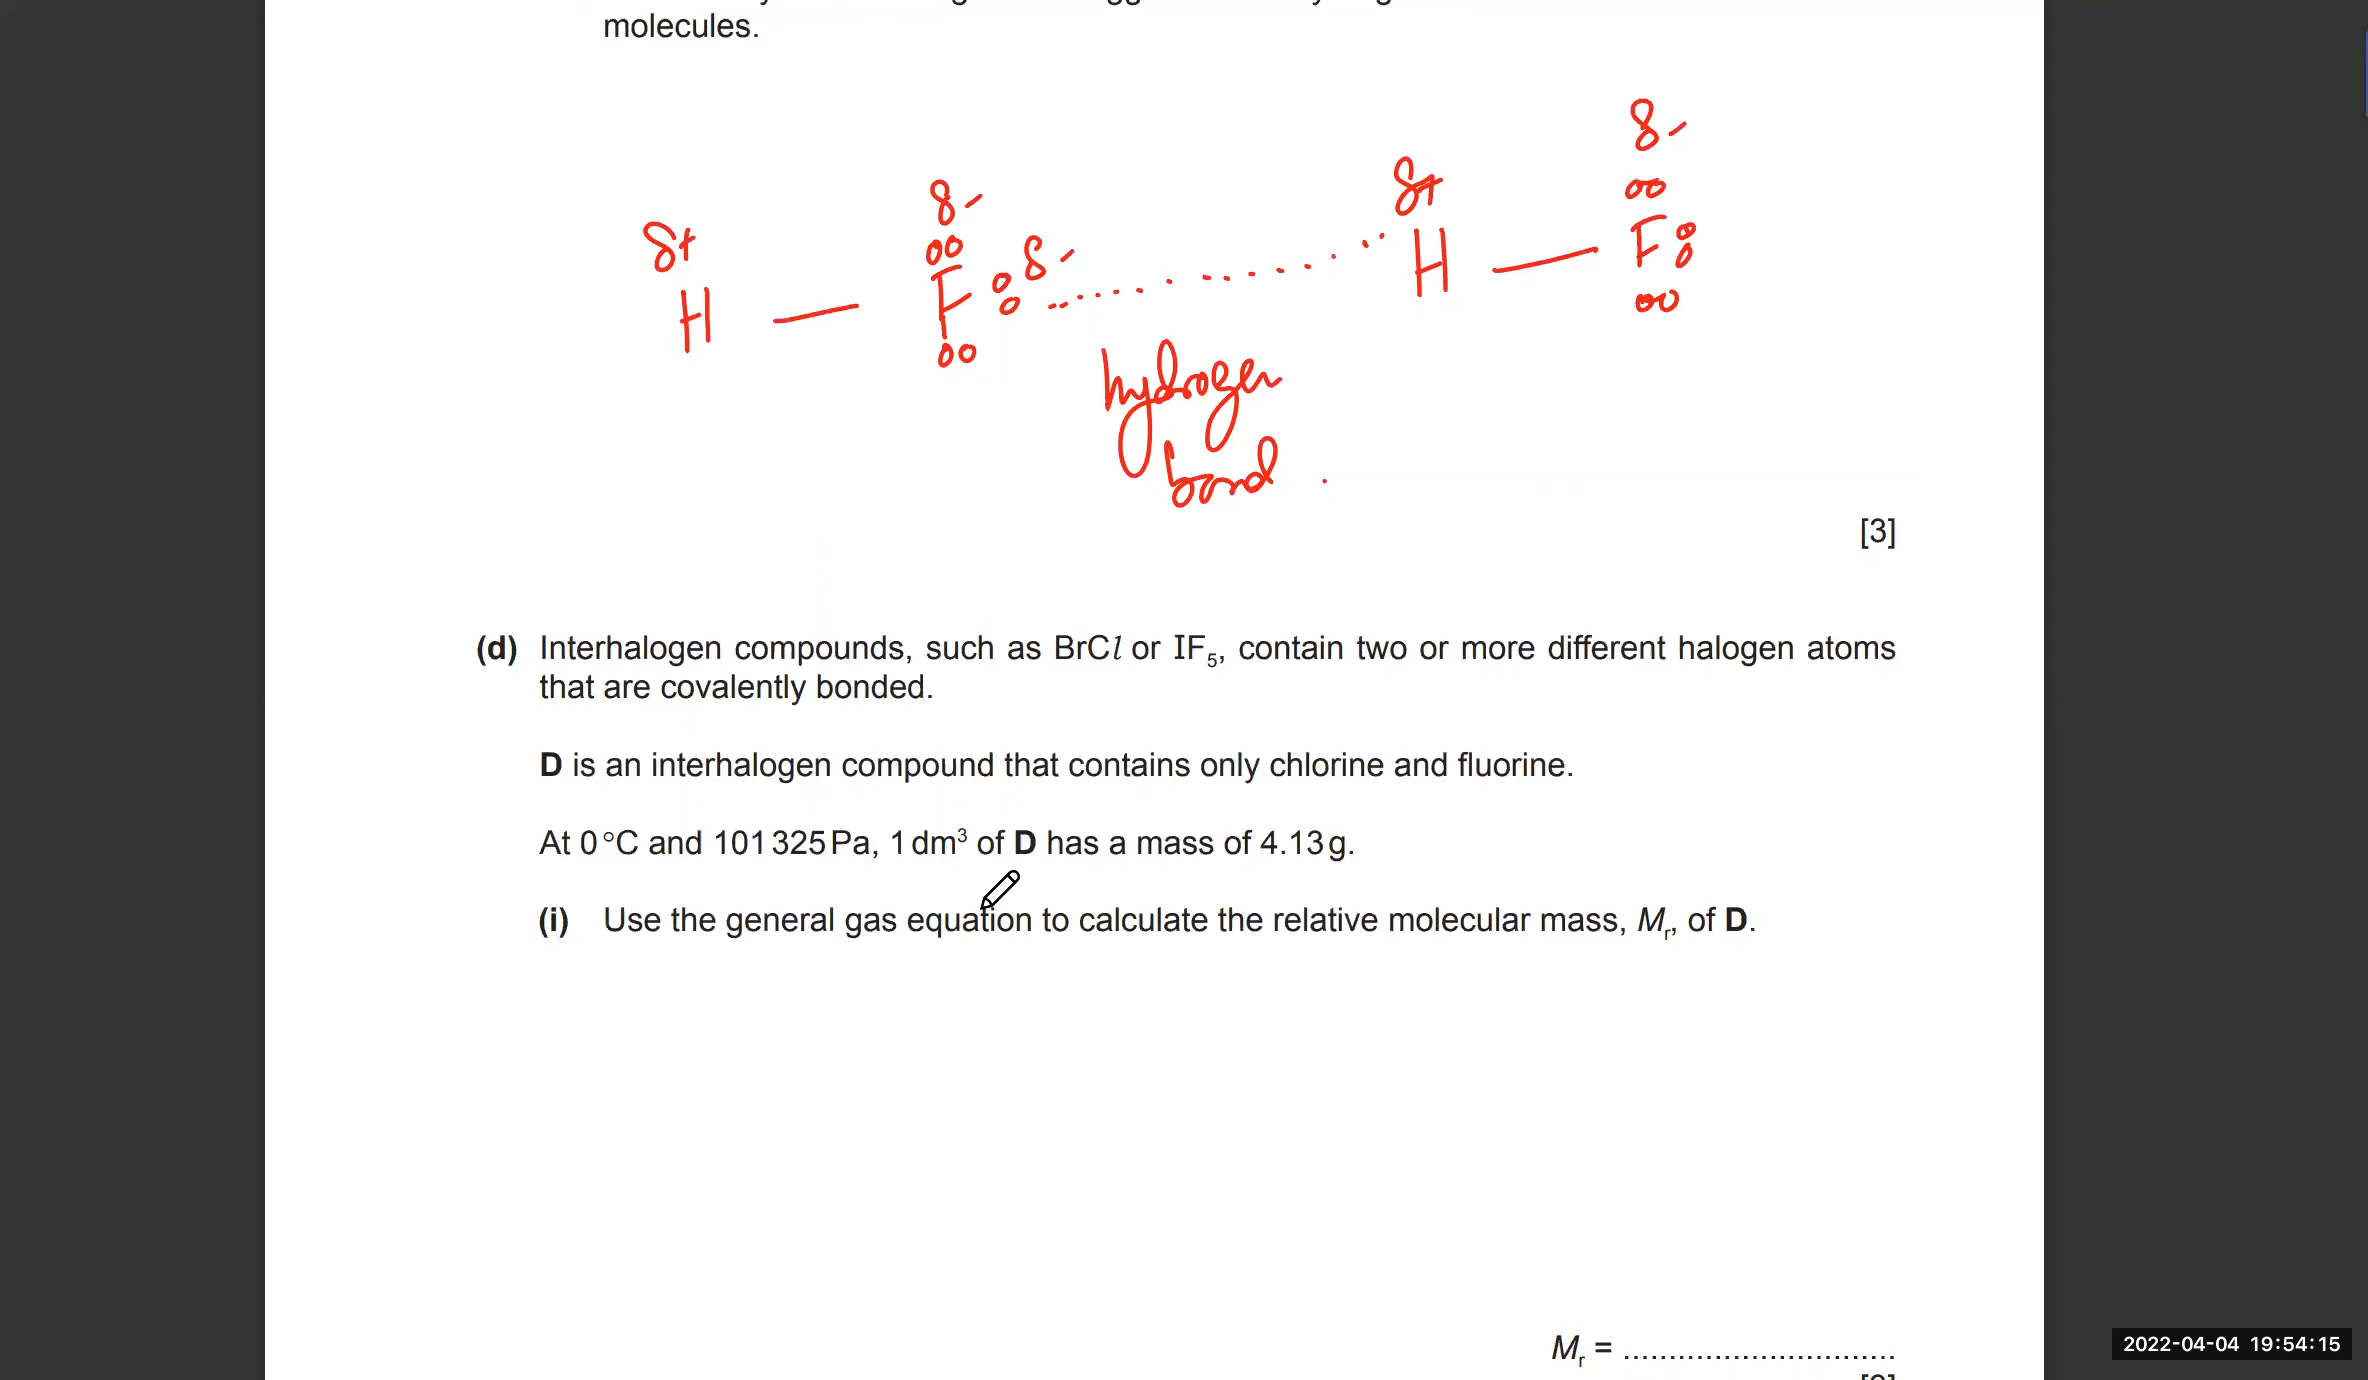 molecules.
δ-
δ+
δ-
δ+
δ-
H — F H — F
hydrogen
bond .
[3]
(d) Interhalogen compounds, such as BrCl or IF₅, contain two or more different halogen atoms
that are covalently bonded.
D is an interhalogen compound that contains only chlorine and fluorine.
At 0 °C and 101 325 Pa, 1 dm³ of D has a mass of 4.13 g.
(i) Use the general gas equation to calculate the relative molecular mass, Mᵣ, of D.
Mᵣ = ..............................
2022-04-04 19:54:15